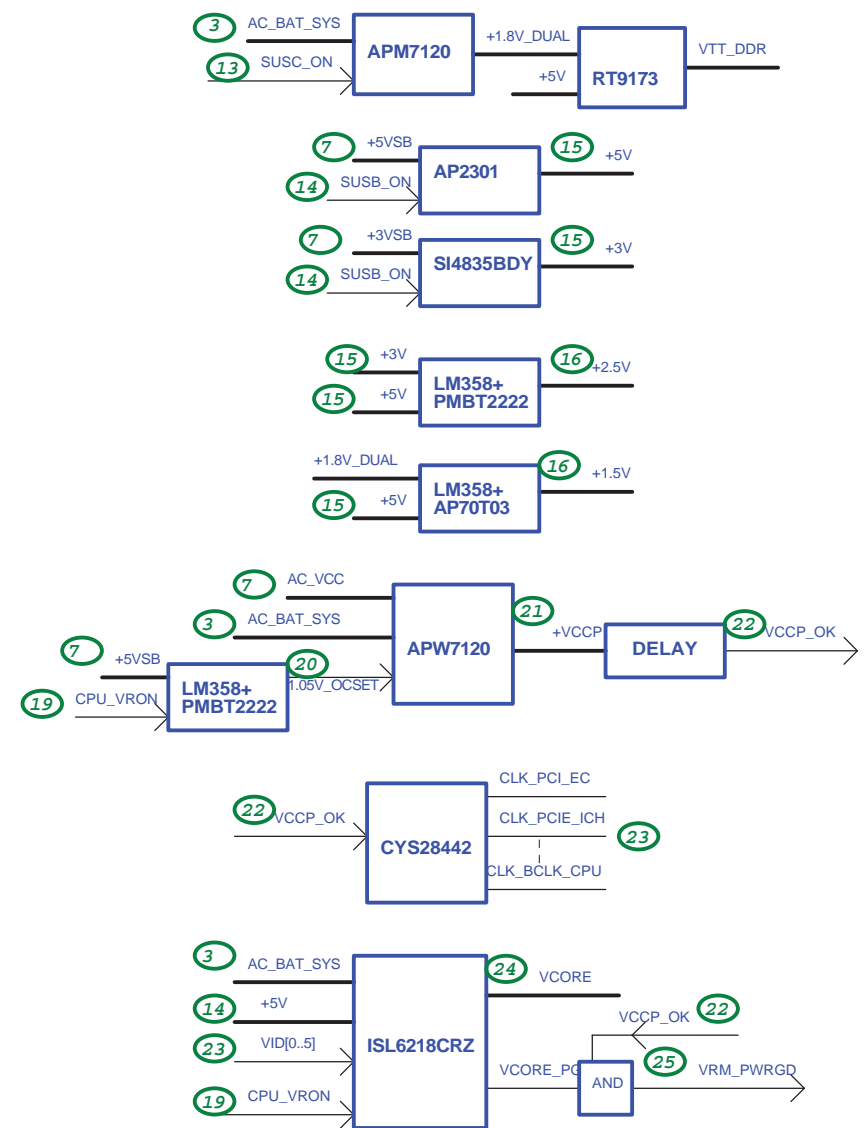 3 AC_BAT_SYS
13 SUSC_ON
APM7120
+1.8V_DUAL
+5V
RT9173
VTT_DDR
7 +5VSB
14 SUSB_ON
AP2301
15 +5V
7 +3VSB
14 SUSB_ON
SI4835BDY
15 +3V
15 +3V
15 +5V
LM358+
PMBT2222
16 +2.5V
+1.8V_DUAL
15 +5V
LM358+
AP70T03
16 +1.5V
7 AC_VCC
3 AC_BAT_SYS
7 +5VSB
19 CPU_VRON
LM358+
PMBT2222
20
1.05V_OCSET
APW7120
21
+VCCP
DELAY
22 VCCP_OK
22 VCCP_OK
CYS28442
CLK_PCI_EC
CLK_PCIE_ICH 23
CLK_BCLK_CPU
3 AC_BAT_SYS
14 +5V
23 VID[0..5]
19 CPU_VRON
ISL6218CRZ
24 VCORE
VCCP_OK 22
VCORE_PG
AND
25
VRM_PWRGD